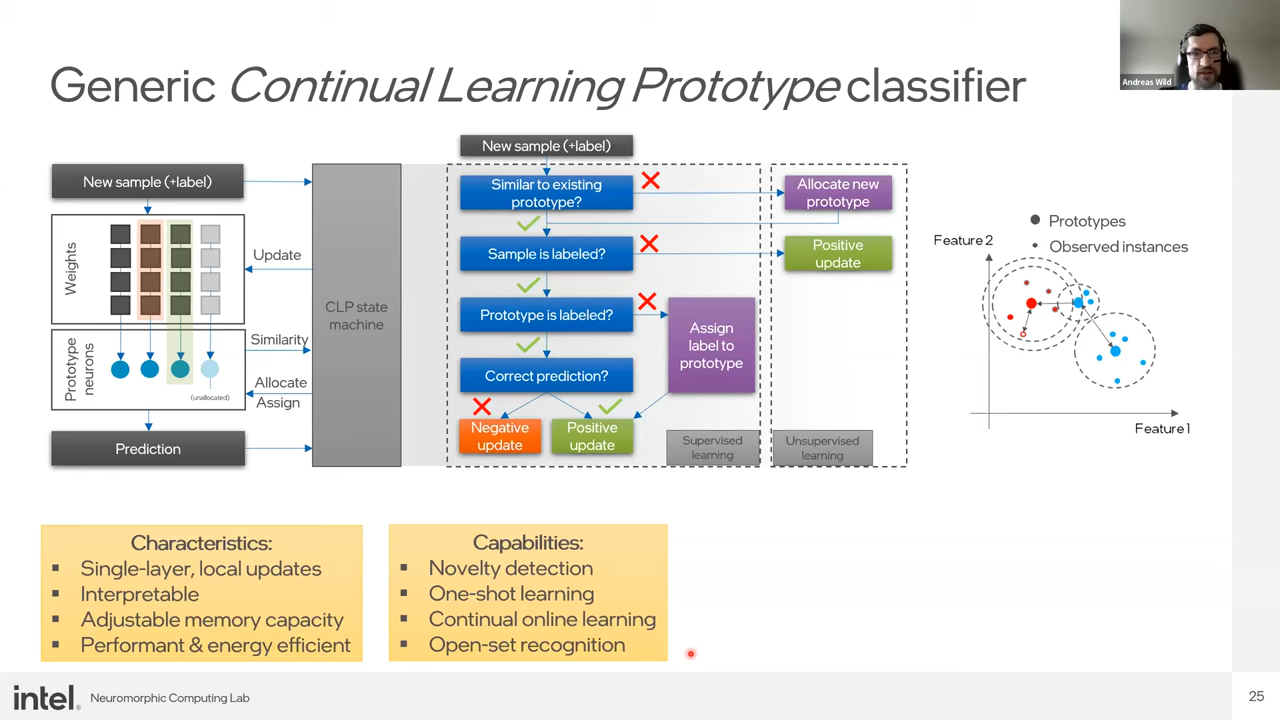 Andreas Wild
Generic Continual Learning Prototype classifier
New sample (+label)
Weights
Prototype
neurons
(unallocated)
Prediction
Update
Similarity
Allocate
Assign
CLP state
machine
New sample (+label)
Similar to existing
prototype?
Allocate new
prototype
Sample is labeled?
Positive
update
Prototype is labeled?
Assign
label to
prototype
Correct prediction?
Negative
update
Positive
update
Supervised
learning
Unsupervised
learning
Prototypes
Observed instances
Feature 2
Feature 1
Characteristics:
▪ Single-layer, local updates
▪ Interpretable
▪ Adjustable memory capacity
▪ Performant & energy efficient
Capabilities:
▪ Novelty detection
▪ One-shot learning
▪ Continual online learning
▪ Open-set recognition
intel.
Neuromorphic Computing Lab
25